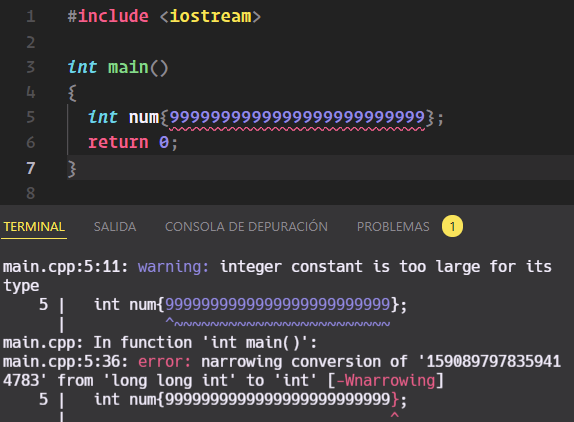 1 #include <iostream>
2
3 int main()
4 {
5 int num{9999999999999999999999999};
6 return 0;
7 }
8
TERMINAL SALIDA CONSOLA DE DEPURACIÓN PROBLEMAS 1
main.cpp:5:11: warning: integer constant is too large for its
type
5 | int num{9999999999999999999999999};
| ^~~~~~~~~~~~~~~~~~~~~~~~~
main.cpp: In function 'int main()':
main.cpp:5:36: error: narrowing conversion of '159089797835941
4783' from 'long long int' to 'int' [-Wnarrowing]
5 | int num{9999999999999999999999999};
| ^